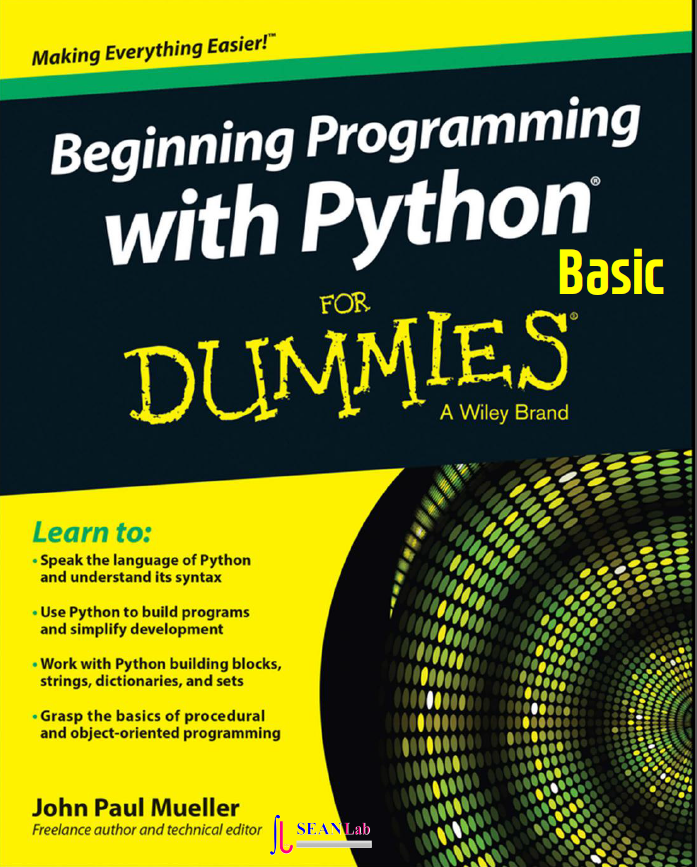 Making Everything Easier!™
Beginning Programming
with Python®
Basic
FOR
DUMMIES®
A Wiley Brand
Learn to:
• Speak the language of Python
and understand its syntax
• Use Python to build programs
and simplify development
• Work with Python building blocks,
strings, dictionaries, and sets
• Grasp the basics of procedural
and object-oriented programming
John Paul Mueller
Freelance author and technical editor
SEANLab